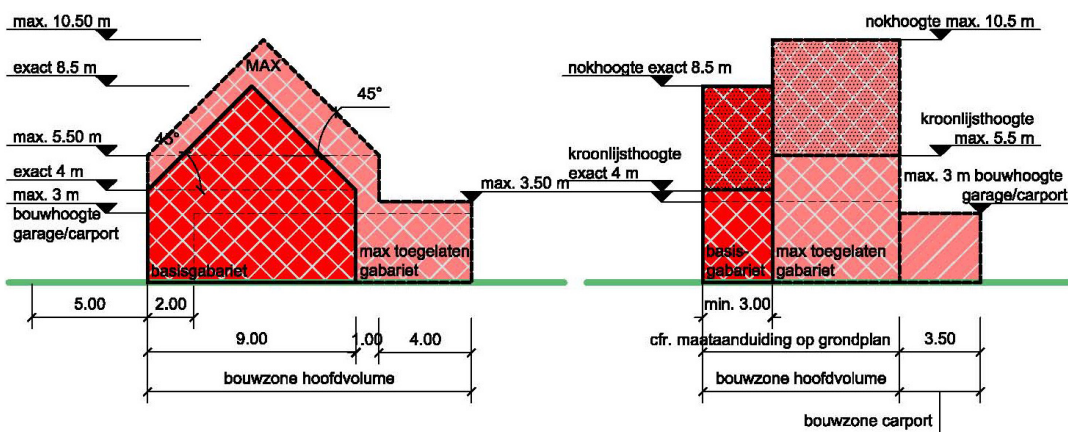 max. 10.50 m
exact 8.5 m
max. 5.50 m
exact 4 m
max. 3 m
bouwhoogte
garage/carport
MAX
45°
45°
basisgabariet
max toegelaten
gabariet
max. 3.50 m
5.00
2.00
9.00
1.00
4.00
bouwzone hoofdvolume
nokhoogte max. 10.5 m
nokhoogte exact 8.5 m
kroonlijsthoogte
max. 5.5 m
kroonlijsthoogte
exact 4 m
max. 3 m bouwhoogte
garage/carport
basis-
gabariet
max toegelaten
gabariet
min. 3.00
cfr. maataanduiding op grondplan
3.50
bouwzone hoofdvolume
bouwzone carport